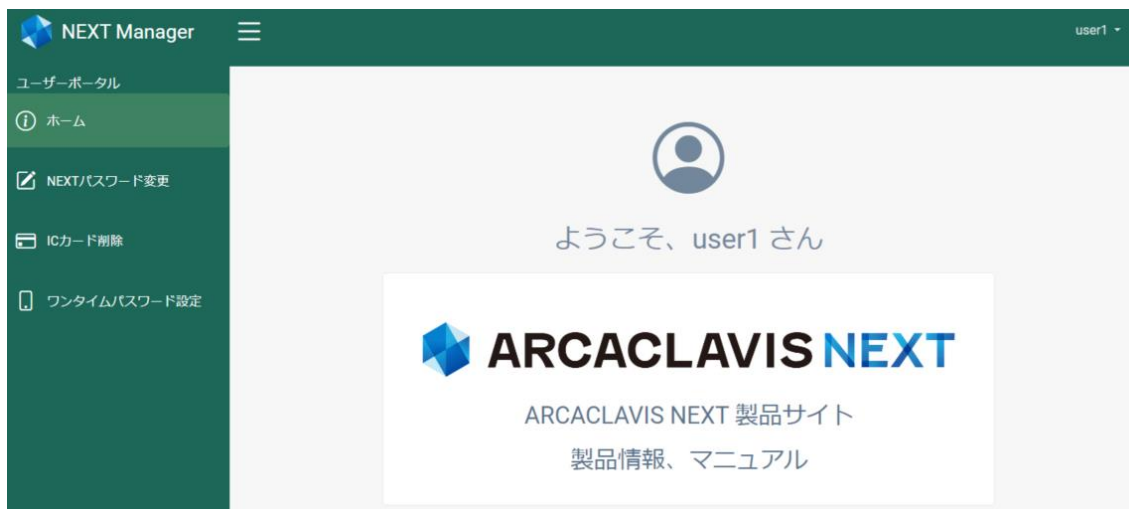 NEXT Manager
user1
ユーザーポータル
ホーム
NEXTパスワード変更
ICカード削除
ワンタイムパスワード設定
ようこそ、user1 さん
ARCACLAVIS NEXT
ARCACLAVIS NEXT 製品サイト
製品情報、マニュアル